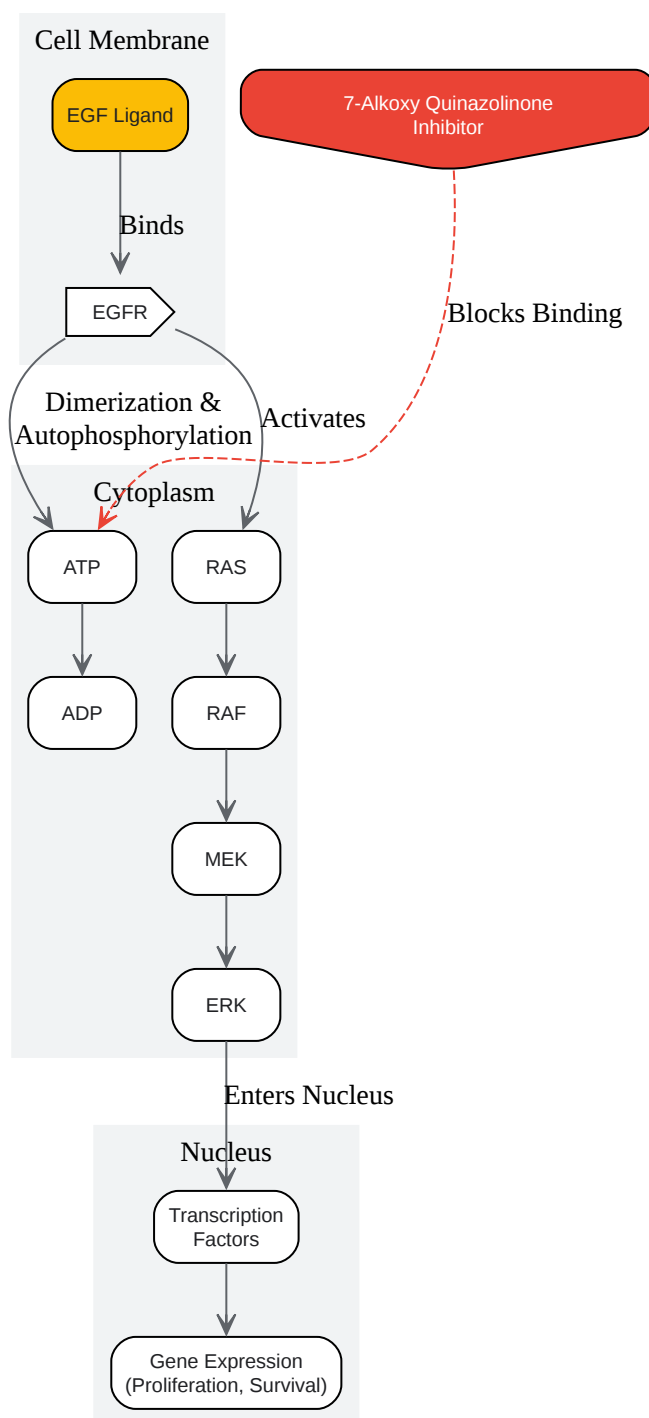 Cell Membrane
EGF Ligand
7-Alkoxy Quinazolinone
Inhibitor
Binds
EGFR
Blocks Binding
Dimerization &
Autophosphorylation
Activates
Cytoplasm
ATP
RAS
ADP
RAF
MEK
ERK
Enters Nucleus
Nucleus
Transcription
Factors
Gene Expression
(Proliferation, Survival)